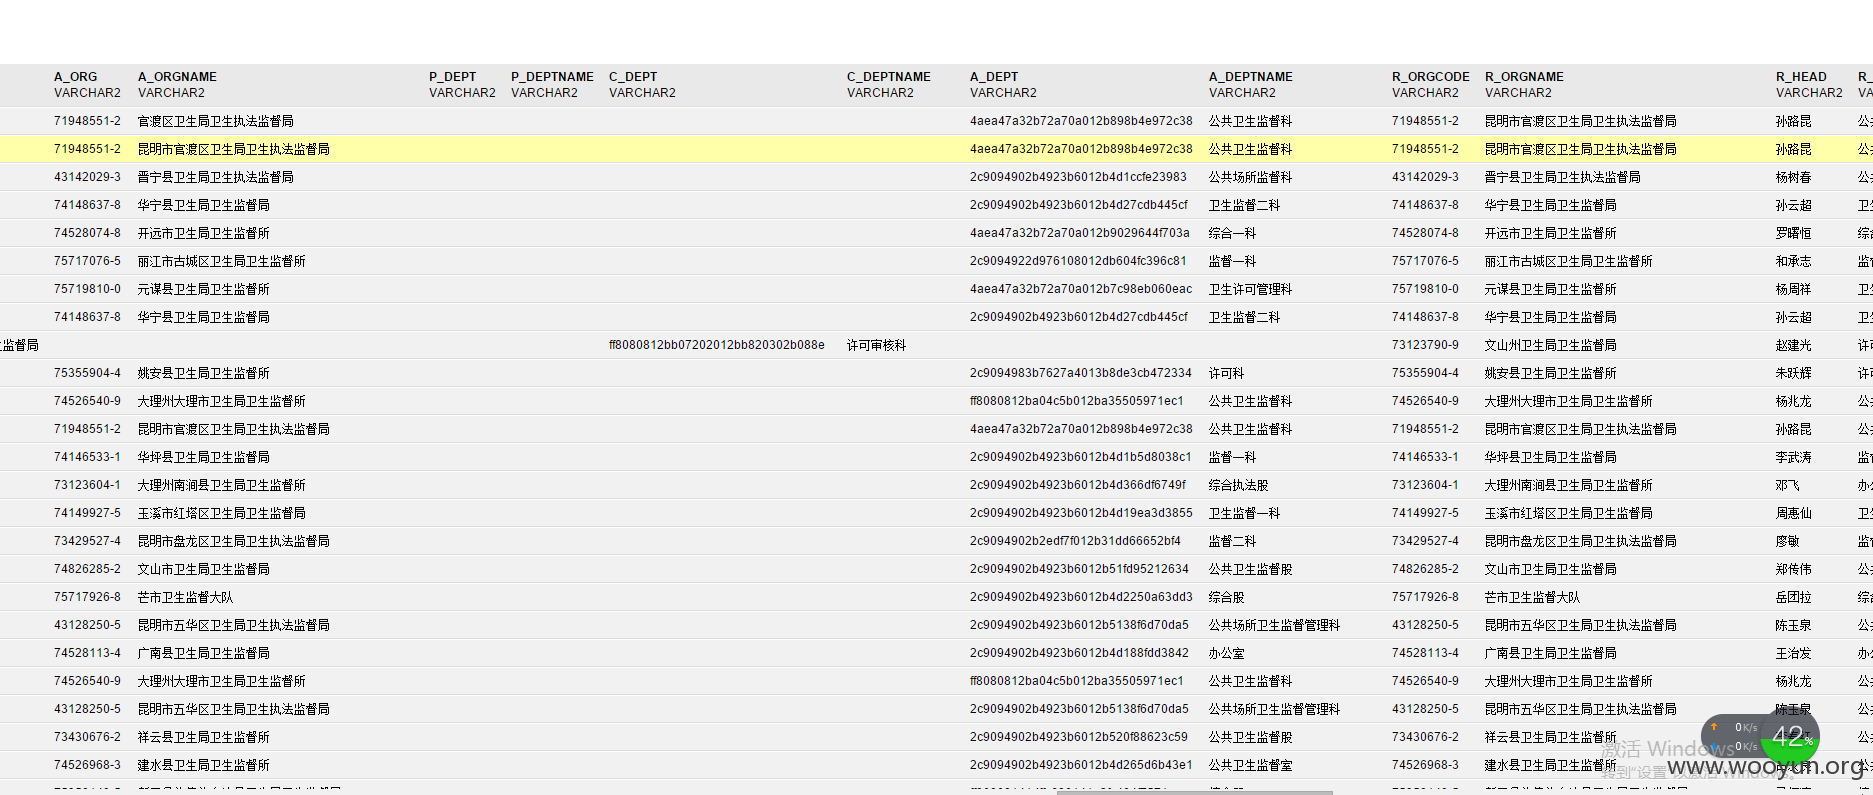 A_ORG A_ORGNAME P_DEPT P_DEPTNAME C_DEPT C_DEPTNAME A_DEPT A_DEPTNAME R_ORGCODE R_ORGNAME R_HEAD R_
VARCHAR2 VARCHAR2 VARCHAR2 VARCHAR2 VARCHAR2 VARCHAR2 VARCHAR2 VARCHAR2 VARCHAR2 VARCHAR2 VARCHAR2 VA
71948551-2 官渡区卫生局卫生执法监督局 4aea47a32b72a70a012b898b4e972c38 公共卫生监督科 71948551-2 昆明市官渡区卫生局卫生执法监督局 孙路昆 公
71948551-2 昆明市官渡区卫生局卫生执法监督局 4aea47a32b72a70a012b898b4e972c38 公共卫生监督科 71948551-2 昆明市官渡区卫生局卫生执法监督局 孙路昆 公
43142029-3 晋宁县卫生局卫生执法监督局 2c9094902b4923b6012b4d1ccfe23983 公共场所监督科 43142029-3 晋宁县卫生局卫生执法监督局 杨树春 公
74148637-8 华宁县卫生局卫生监督局 2c9094902b4923b6012b4d27cdb445cf 卫生监督二科 74148637-8 华宁县卫生局卫生监督局 孙云超 卫
74528074-8 开远市卫生局卫生监督所 4aea47a32b72a70a012b9029644f703a 综合一科 74528074-8 开远市卫生局卫生监督所 罗曙恒 综
75717076-5 丽江市古城区卫生局卫生监督所 2c9094922d976108012db604fc396c81 监督一科 75717076-5 丽江市古城区卫生局卫生监督所 和承志 监
75719810-0 元谋县卫生局卫生监督所 4aea47a32b72a70a012b7c98eb060eac 卫生许可管理科 75719810-0 元谋县卫生局卫生监督所 杨周祥 卫
74148637-8 华宁县卫生局卫生监督局 2c9094902b4923b6012b4d27cdb445cf 卫生监督二科 74148637-8 华宁县卫生局卫生监督局 孙云超 卫
监督局 ff8080812bb07202012bb820302b088e 许可审核科 73123790-9 文山州卫生局卫生监督局 赵建光 许
75355904-4 姚安县卫生局卫生监督所 2c9094983b7627a4013b8de3cb472334 许可科 75355904-4 姚安县卫生局卫生监督所 朱跃辉 许
74526540-9 大理州大理市卫生局卫生监督所 ff8080812ba04c5b012ba35505971ec1 公共卫生监督科 74526540-9 大理州大理市卫生局卫生监督所 杨兆龙 公
71948551-2 昆明市官渡区卫生局卫生执法监督局 4aea47a32b72a70a012b898b4e972c38 公共卫生监督科 71948551-2 昆明市官渡区卫生局卫生执法监督局 孙路昆 公
74146533-1 华坪县卫生局卫生监督局 2c9094902b4923b6012b4d1b5d8038c1 监督一科 74146533-1 华坪县卫生局卫生监督局 李武涛 监
73123604-1 大理州南涧县卫生局卫生监督所 2c9094902b4923b6012b4d366df6749f 综合执法股 73123604-1 大理州南涧县卫生局卫生监督所 邓飞 办
74149927-5 玉溪市红塔区卫生局卫生监督局 2c9094902b4923b6012b4d19ea3d3855 卫生监督一科 74149927-5 玉溪市红塔区卫生局卫生监督局 周惠仙 卫
73429527-4 昆明市盘龙区卫生局卫生执法监督局 2c9094902b2edf7f012b31dd66652bf4 监督二科 73429527-4 昆明市盘龙区卫生局卫生执法监督局 廖敏 监
74826285-2 文山市卫生局卫生监督局 2c9094902b4923b6012b51fd95212634 公共卫生监督股 74826285-2 文山市卫生局卫生监督局 郑传伟 公
75717926-8 芒市卫生监督大队 2c9094902b4923b6012b4d2250a63dd3 综合股 75717926-8 芒市卫生监督大队 岳团拉 综
43128250-5 昆明市五华区卫生局卫生执法监督局 2c9094902b4923b6012b5138f6d70da5 公共场所卫生监督管理科 43128250-5 昆明市五华区卫生局卫生执法监督局 陈玉泉 公
74528113-4 广南县卫生局卫生监督局 2c9094902b4923b6012b4d188fdd3842 办公室 74528113-4 广南县卫生局卫生监督局 王治发 办
74526540-9 大理州大理市卫生局卫生监督所 ff8080812ba04c5b012ba35505971ec1 公共卫生监督科 74526540-9 大理州大理市卫生局卫生监督所 杨兆龙 公
43128250-5 昆明市五华区卫生局卫生执法监督局 2c9094902b4923b6012b5138f6d70da5 公共场所卫生监督管理科 43128250-5 昆明市五华区卫生局卫生执法监督局 陈玉泉 公
73430676-2 祥云县卫生局卫生监督所 2c9094902b4923b6012b520f88623c59 公共卫生监督股 73430676-2 祥云县卫生局卫生监督所 公
74526968-3 建水县卫生局卫生监督局 2c9094902b4923b6012b4d265d6b43e1 公共卫生监督室 74526968-3 建水县卫生局卫生监督局 公
0K/s
0K/s
42%
激活 Windows
转到"设置"以激活 Windows。
www.wooyun.org